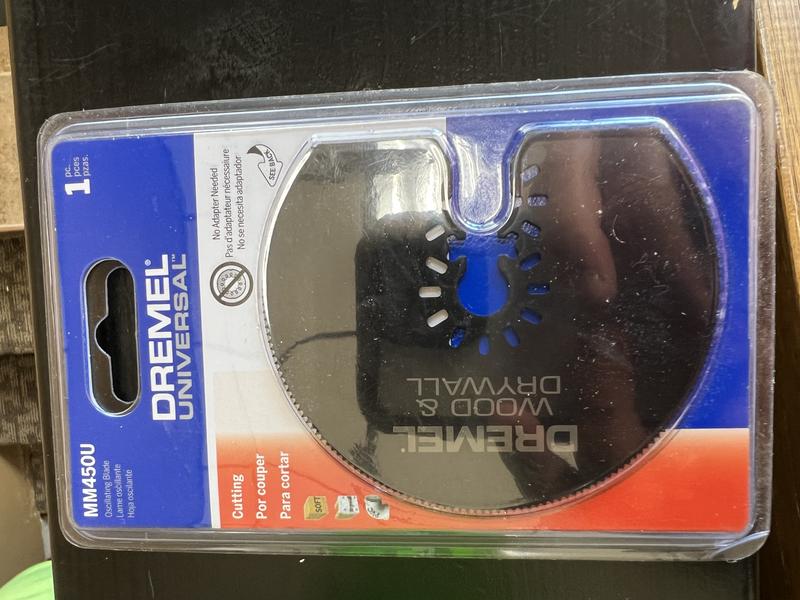 1 pc.
pces
pzas.
DREMEL®
UNIVERSAL™
MM450U
Oscillating Blade
Lame oscillante
Hoja oscilante
No Adapter Needed
Pas d'adaptateur nécessaire
No se necesita adaptador
SEE BACK
Cutting
Por couper
Para cortar
SOFT
DREMEL
WOOD &
DRYWALL